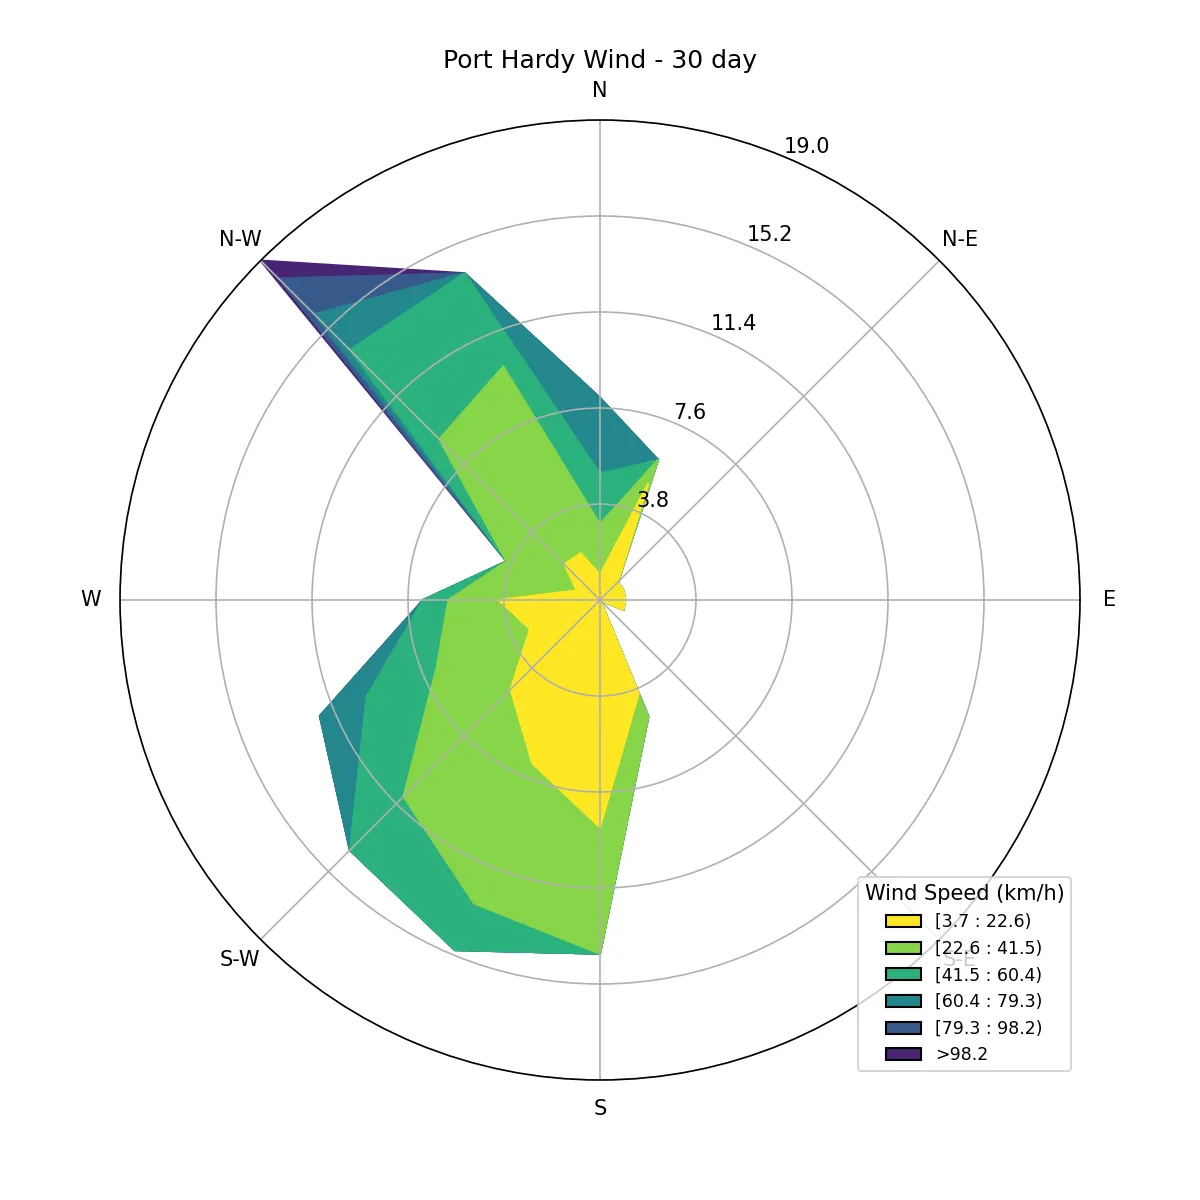 Port Hardy Wind - 30 day
N
19.0
15.2
N-W
N-E
11.4
7.6
3.8
W
E
S-W
S-E
Wind Speed (km/h)
[3.7 : 22.6)
[22.6 : 41.5)
[41.5 : 60.4)
[60.4 : 79.3)
[79.3 : 98.2)
>98.2
S